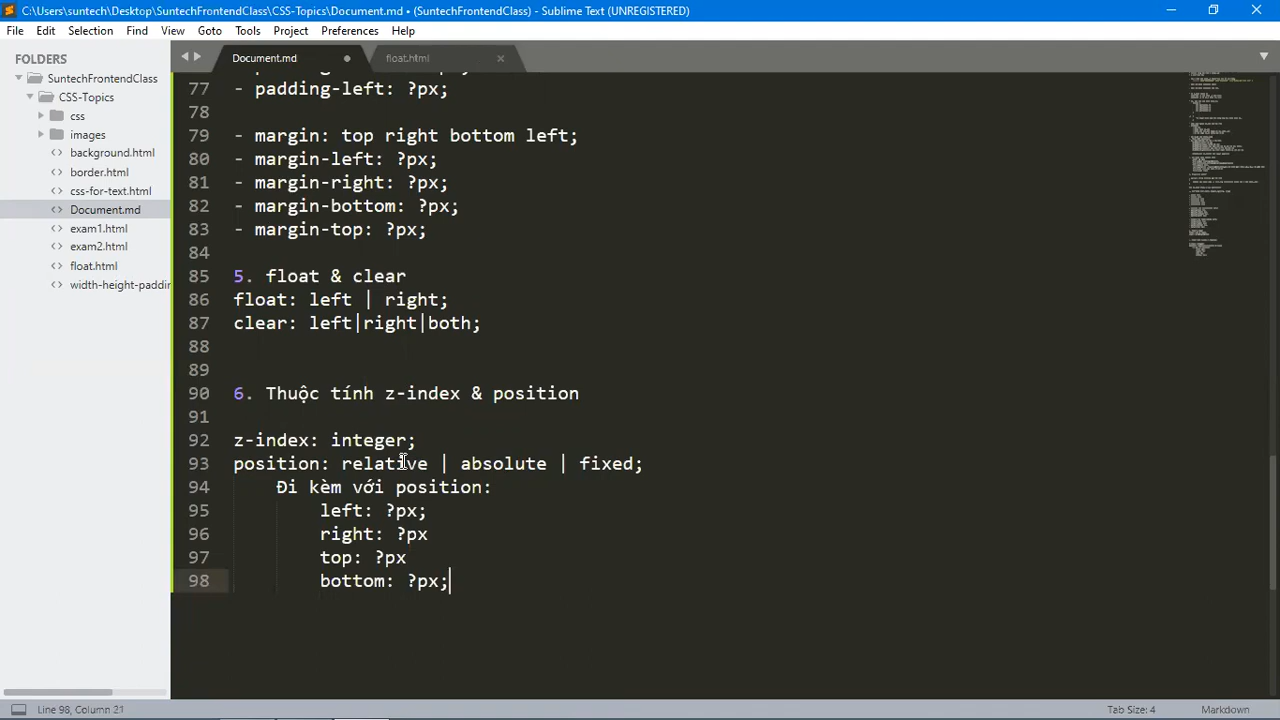 C:\Users\suntech\Desktop\SuntechFrontendClass\CSS-Topics\Document.md • (SuntechFrontendClass) - Sublime Text (UNREGISTERED)
File Edit Selection Find View Goto Tools Project Preferences Help
FOLDERS
SuntechFrontendClass
CSS-Topics
css
images
background.html
border.html
css-for-text.html
Document.md
exam1.html
exam2.html
float.html
width-height-paddin
Document.md
float.html
77 - padding-left: ?px;
78
79 - margin: top right bottom left;
80 - margin-left: ?px;
81 - margin-right: ?px;
82 - margin-bottom: ?px;
83 - margin-top: ?px;
84
85 5. float & clear
86 float: left | right;
87 clear: left|right|both;
88
89
90 6. Thuộc tính z-index & position
91
92 z-index: integer;
93 position: relative | absolute | fixed;
94 Đi kèm với position:
95 left: ?px;
96 right: ?px
97 top: ?px
98 bottom: ?px;
Line 98, Column 21
Tab Size: 4
Markdown